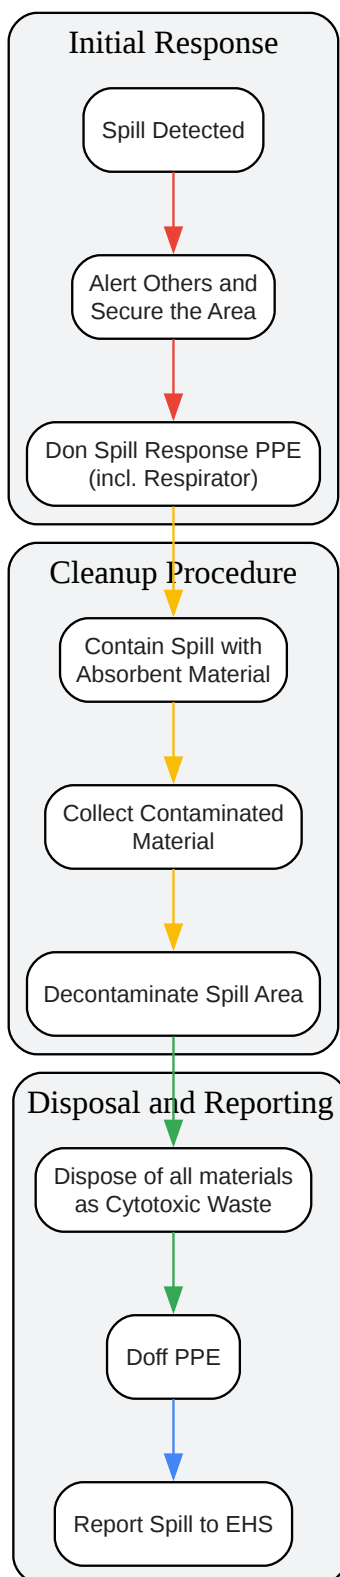 Initial Response
Spill Detected
Alert Others and
Secure the Area
Don Spill Response PPE
(incl. Respirator)
Cleanup Procedure
Contain Spill with
Absorbent Material
Collect Contaminated
Material
Decontaminate Spill Area
Disposal and Reporting
Dispose of all materials
as Cytotoxic Waste
Doff PPE
Report Spill to EHS